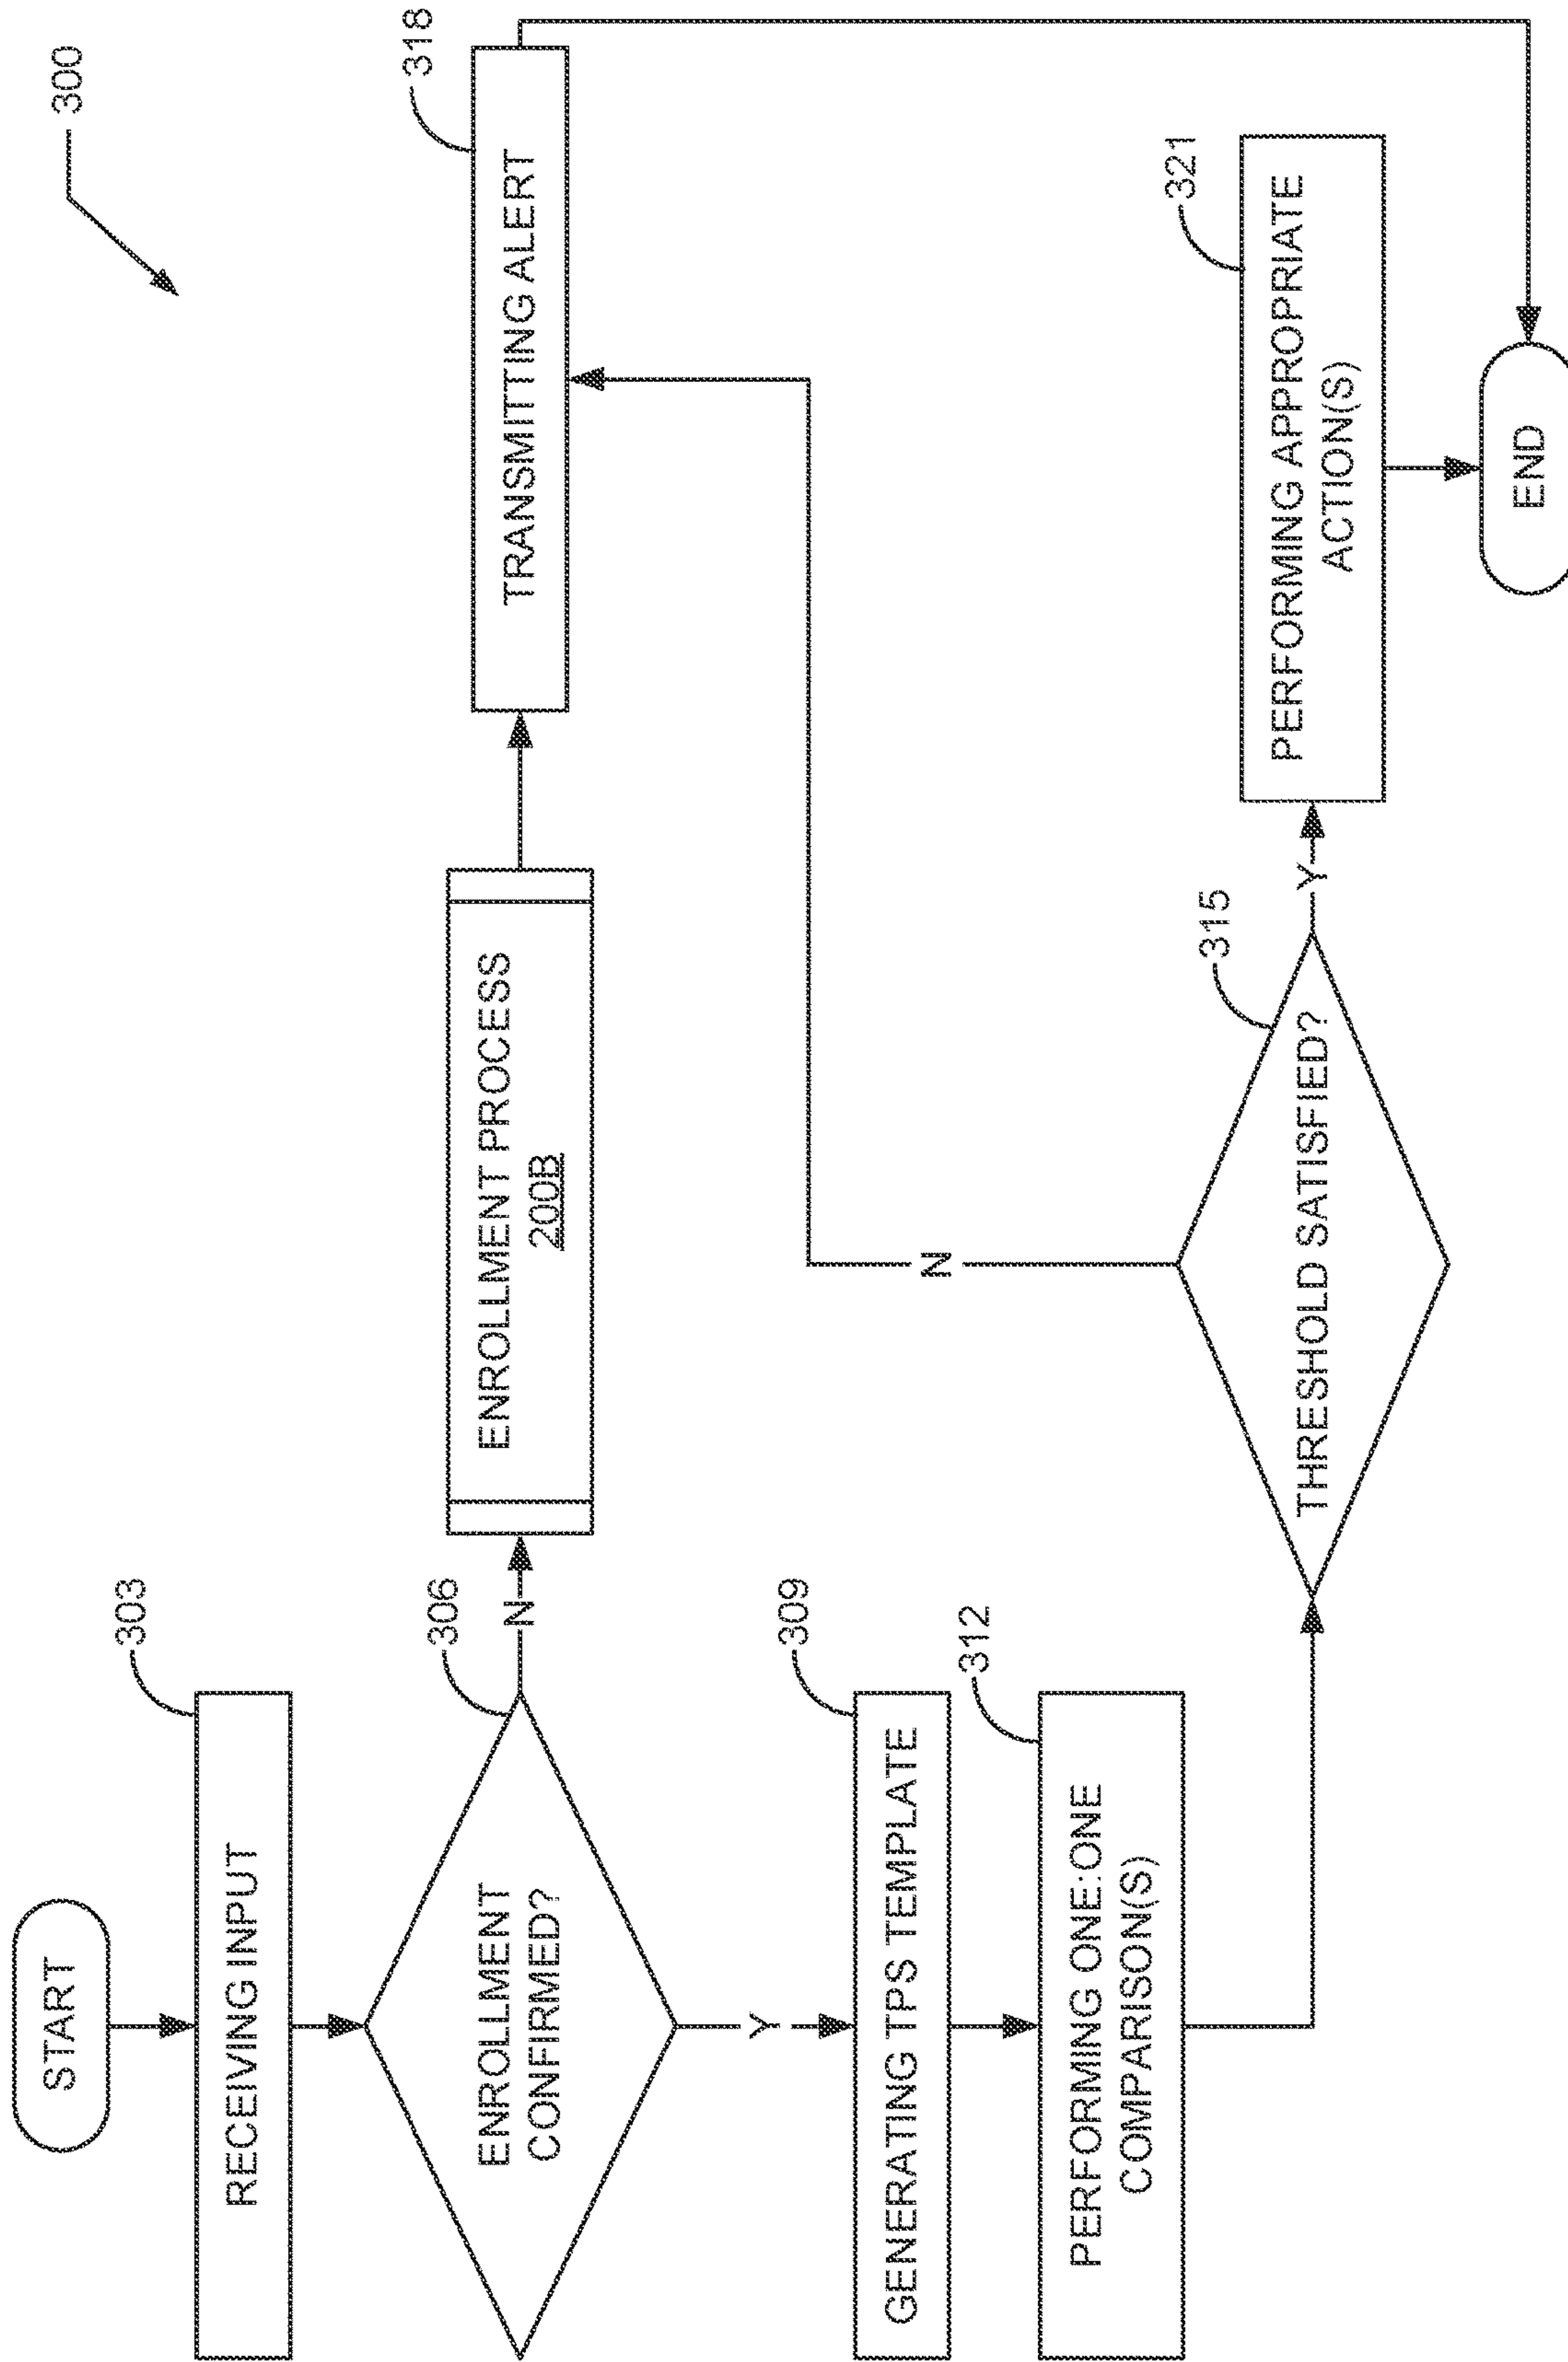 300
START
RECEIVING INPUT
303
ENROLLMENT
CONFIRMED?
306
N
ENROLLMENT PROCESS
200B
TRANSMITTING ALERT
318
Y
GENERATING TPS TEMPLATE
309
PERFORMING ONE:ONE
COMPARISON(S)
312
THRESHOLD SATISFIED?
315
N
Y
PERFORMING APPROPRIATE
ACTION(S)
321
END